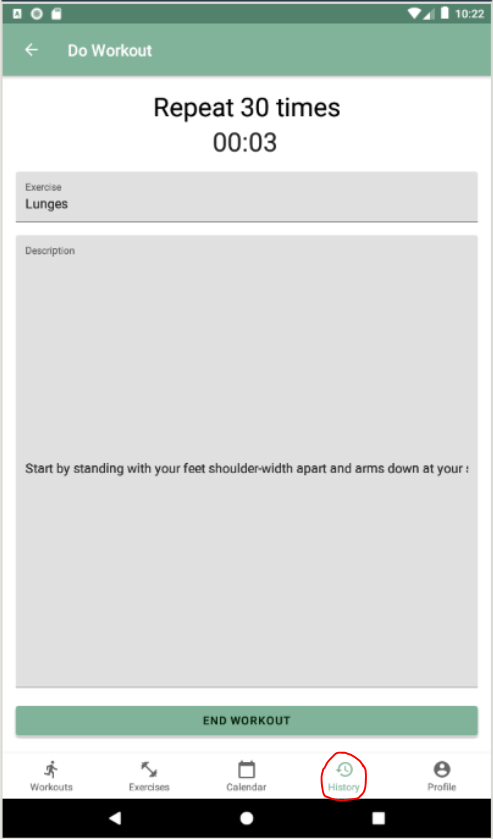 10:22
Do Workout
Repeat 30 times
00:03
Exercise
Lunges
Description
Start by standing with your feet shoulder-width apart and arms down at your
END WORKOUT
Workouts Exercises Calendar History Profile